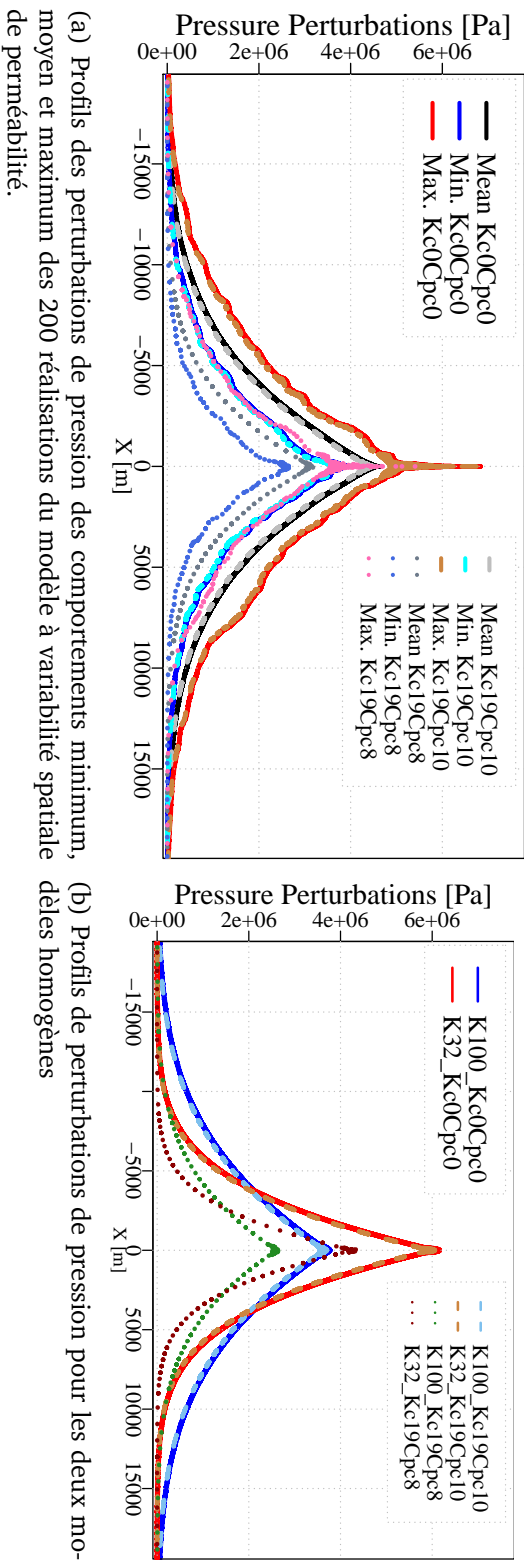 Pressure Perturbations [Pa]
0e+00 2e+06 4e+06 6e+06
Mean Kc0Cpc0
Min. Kc0Cpc0
Max. Kc0Cpc0
Mean Kc19Cpc10
Min. Kc19Cpc10
Max. Kc19Cpc10
Mean Kc19Cpc8
Min. Kc19Cpc8
Max. Kc19Cpc8
−15000 −10000 −5000 0 5000 10000 15000
X [m]
(a) Profils des perturbations de pression des comportements minimum,
moyen et maximum des 200 réalisations du modèle à variabilité spatiale
de perméabilité.
Pressure Perturbations [Pa]
0e+00 2e+06 4e+06 6e+06
K100_Kc0Cpc0
K32_Kc0Cpc0
K100_Kc19Cpc10
K32_Kc19Cpc10
K100_Kc19Cpc8
K32_Kc19Cpc8
−15000 −5000 0 5000 10000 15000
X [m]
(b) Profils de perturbations de pression pour les deux mo-
dèles homogènes